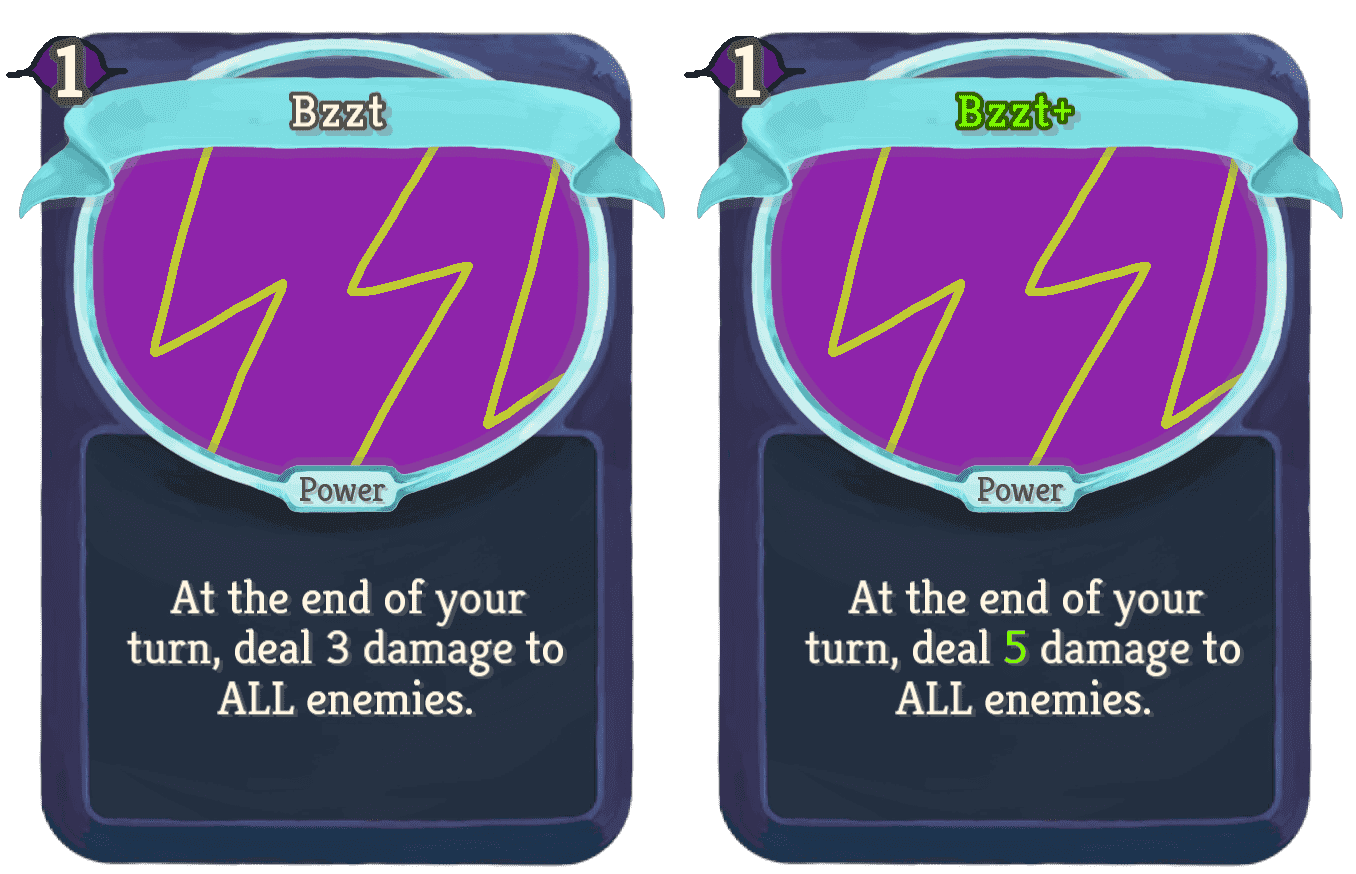 1
Bzzt
Power
At the end of your
turn, deal 3 damage to
ALL enemies.
1
Bzzt+
Power
At the end of your
turn, deal 5 damage to
ALL enemies.